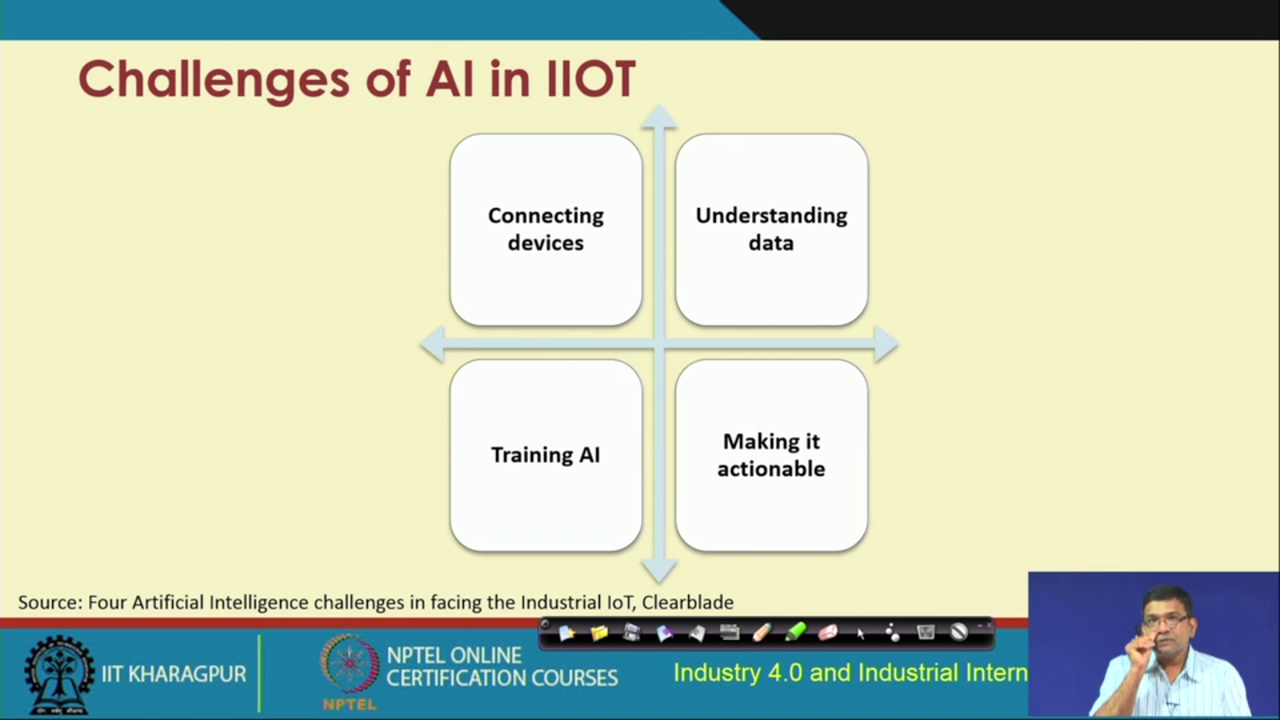 Challenges of AI in IIOT
Connecting
devices
Understanding
data
Training AI
Making it
actionable
Source: Four Artificial Intelligence challenges in facing the Industrial IoT, Clearblade
IIT KHARAGPUR
NPTEL
NPTEL ONLINE
CERTIFICATION COURSES
Industry 4.0 and Industrial Intern